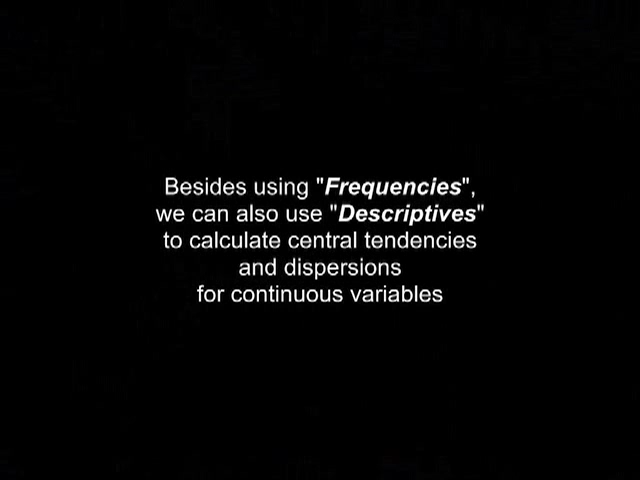 Besides using "Frequencies",
we can also use "Descriptives"
to calculate central tendencies
and dispersions
for continuous variables